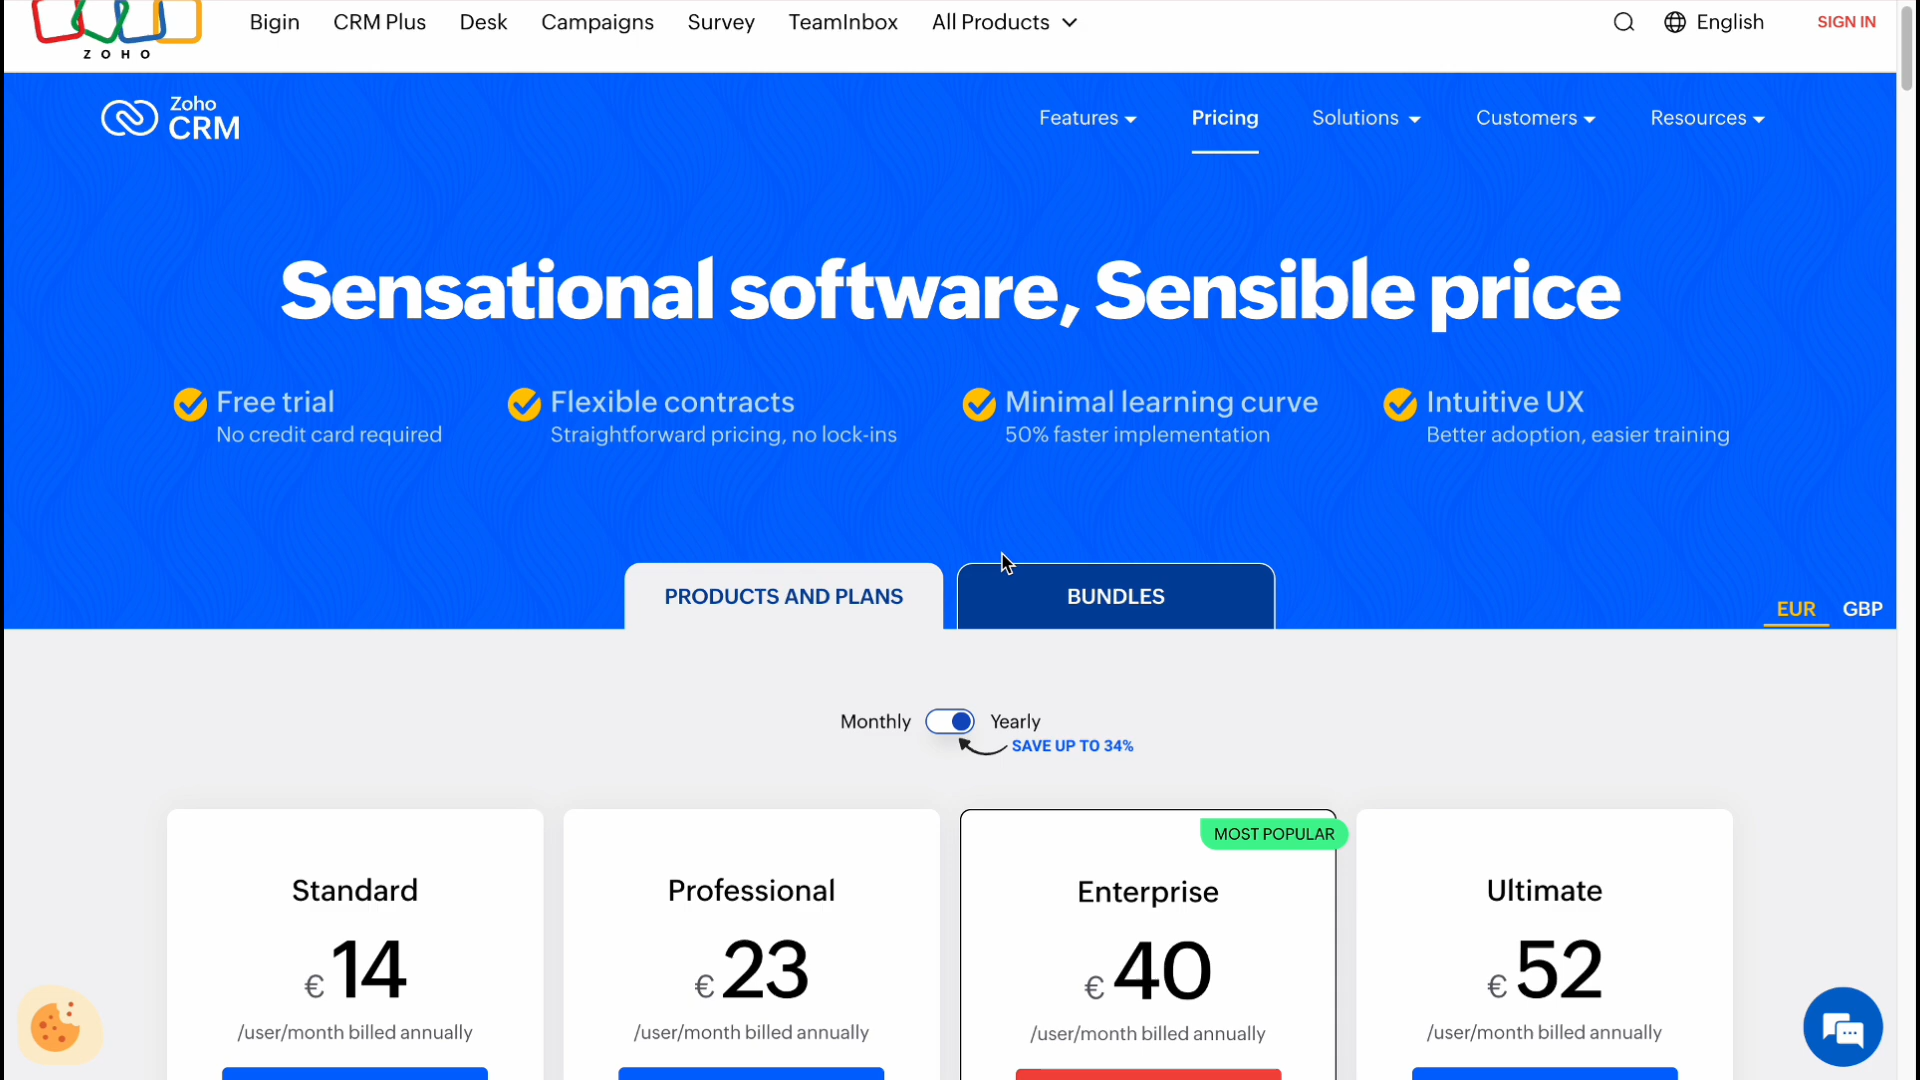 ZOHO
Bigin CRM Plus Desk Campaigns Survey TeamInbox All Products English SIGN IN
Zoho
CRM
Features Pricing Solutions Customers Resources
Sensational software, Sensible price
Free trial
No credit card required
Flexible contracts
Straightforward pricing, no lock-ins
Minimal learning curve
50% faster implementation
Intuitive UX
Better adoption, easier training
PRODUCTS AND PLANS BUNDLES
EUR GBP
Monthly Yearly
SAVE UP TO 34%
Standard
€14
/user/month billed annually
Professional
€23
/user/month billed annually
MOST POPULAR
Enterprise
€40
/user/month billed annually
Ultimate
€52
/user/month billed annually